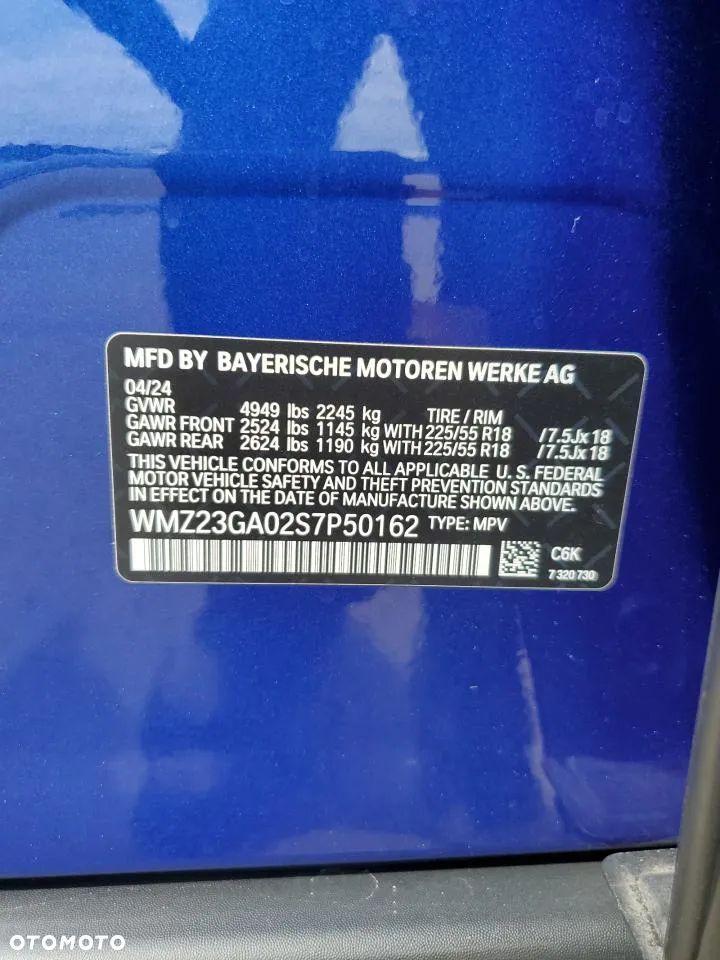 MFD BY BAYERISCHE MOTOREN WERKE AG
04/24
GVWR 4949 lbs 2245 kg TIRE / RIM
GAWR FRONT 2524 lbs 1145 kg WITH 225/55 R18 /7.5Jx18
GAWR REAR 2624 lbs 1190 kg WITH 225/55 R18 /7.5Jx18
THIS VEHICLE CONFORMS TO ALL APPLICABLE U. S. FEDERAL
MOTOR VEHICLE SAFETY AND THEFT PREVENTION STANDARDS
IN EFFECT ON THE DATE OF MANUFACTURE SHOWN ABOVE.
WMZ23GA02S7P50162 TYPE: MPV
C6K
7 320 730
OTOMOTO